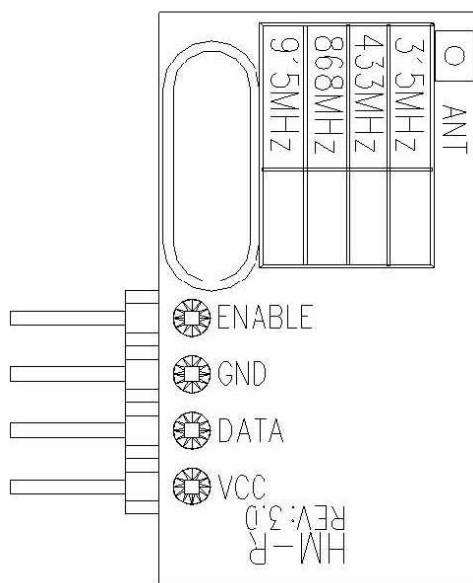 3'5MHz
433MHz
868MHz
9'5MHz
ANT
ENABLE
GND
DATA
VCC
HM-R
REV:3.0